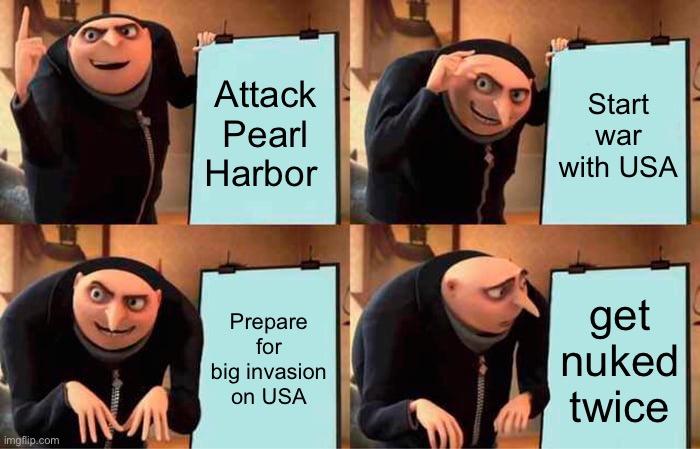 Attack
Pearl
Harbor
Start
war
with USA
Prepare
for
big invasion
on USA
get
nuked
twice
imgflip.com